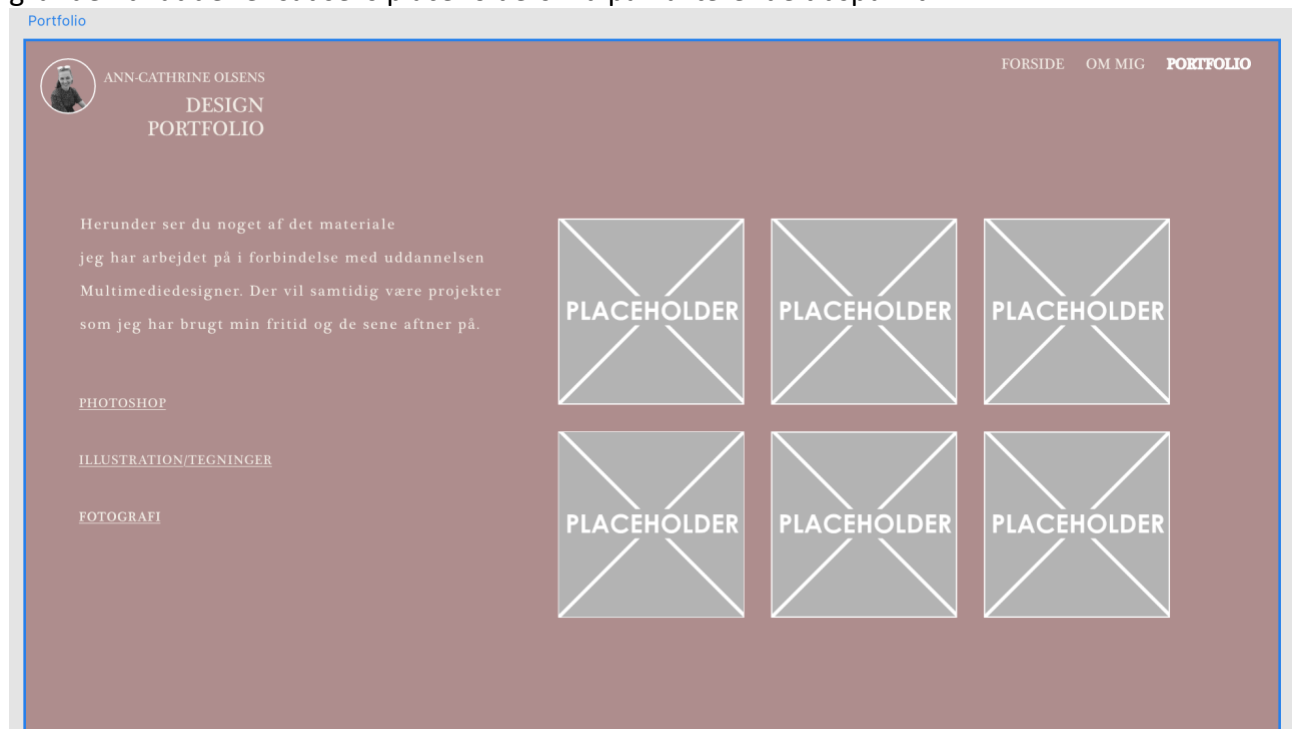 Portfolio
ANN-CATHRINE OLSENS
DESIGN
PORTFOLIO
FORSIDE OM MIG PORTFOLIO
Herunder ser du noget af det materiale
jeg har arbejdet på i forbindelse med uddannelsen
Multimediedesigner. Der vil samtidig være projekter
som jeg har brugt min fritid og de sene aftner på.
PHOTOSHOP
ILLUSTRATION/TEGNINGER
FOTOGRAFI
PLACEHOLDER PLACEHOLDER PLACEHOLDER
PLACEHOLDER PLACEHOLDER PLACEHOLDER